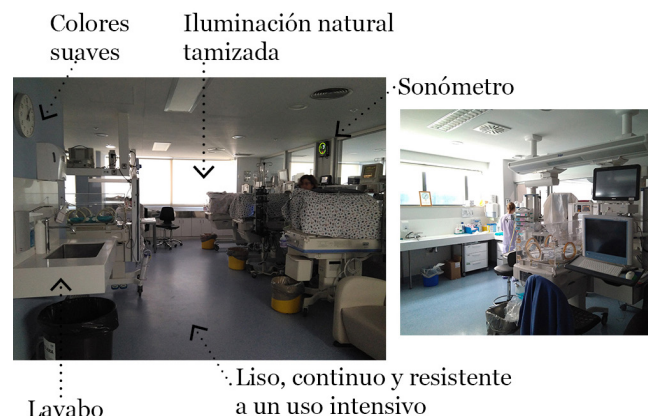 Colores
suaves
Iluminación natural
tamizada
Sonómetro
Liso, continuo y resistente
a un uso intensivo
Lavabo